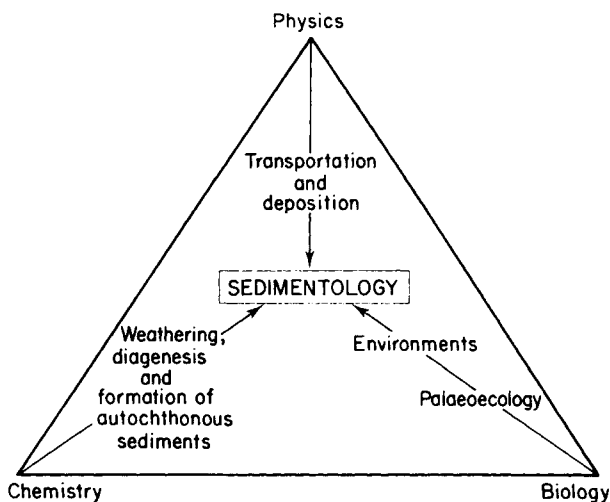 Physics
Transportation
and
deposition
SEDIMENTOLOGY
Weathering,
diagenesis
and
formation of
autochthonous
sediments
Environments
Palaeoecology
Chemistry
Biology